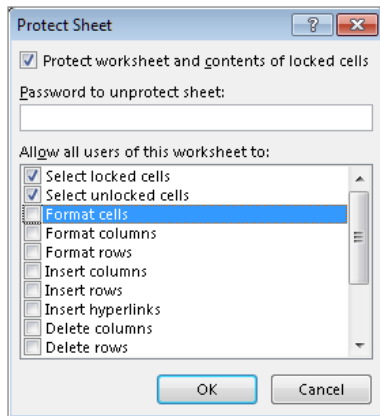 Protect Sheet
Protect worksheet and contents of locked cells
Password to unprotect sheet:
Allow all users of this worksheet to:
Select locked cells
Select unlocked cells
Format cells
Format columns
Format rows
Insert columns
Insert rows
Insert hyperlinks
Delete columns
Delete rows
OK Cancel